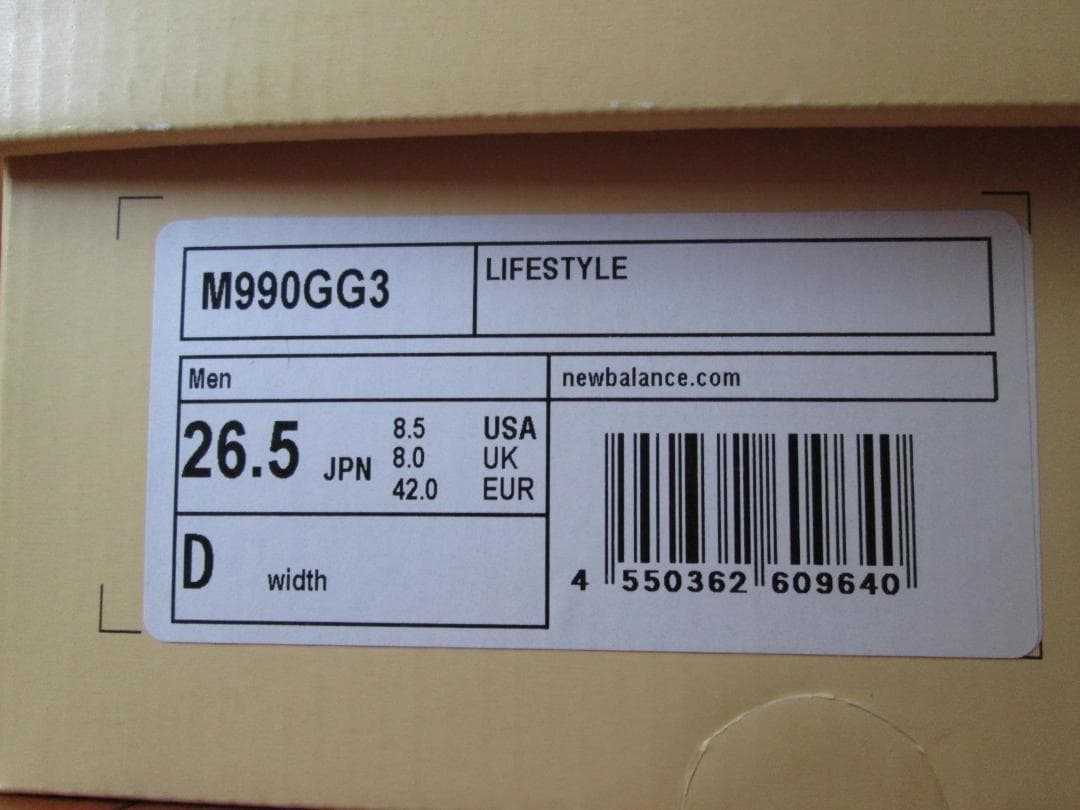 M990GG3
LIFESTYLE
Men
newbalance.com
26.5 JPN
8.5 USA
8.0 UK
42.0 EUR
D width
4 550362 609640